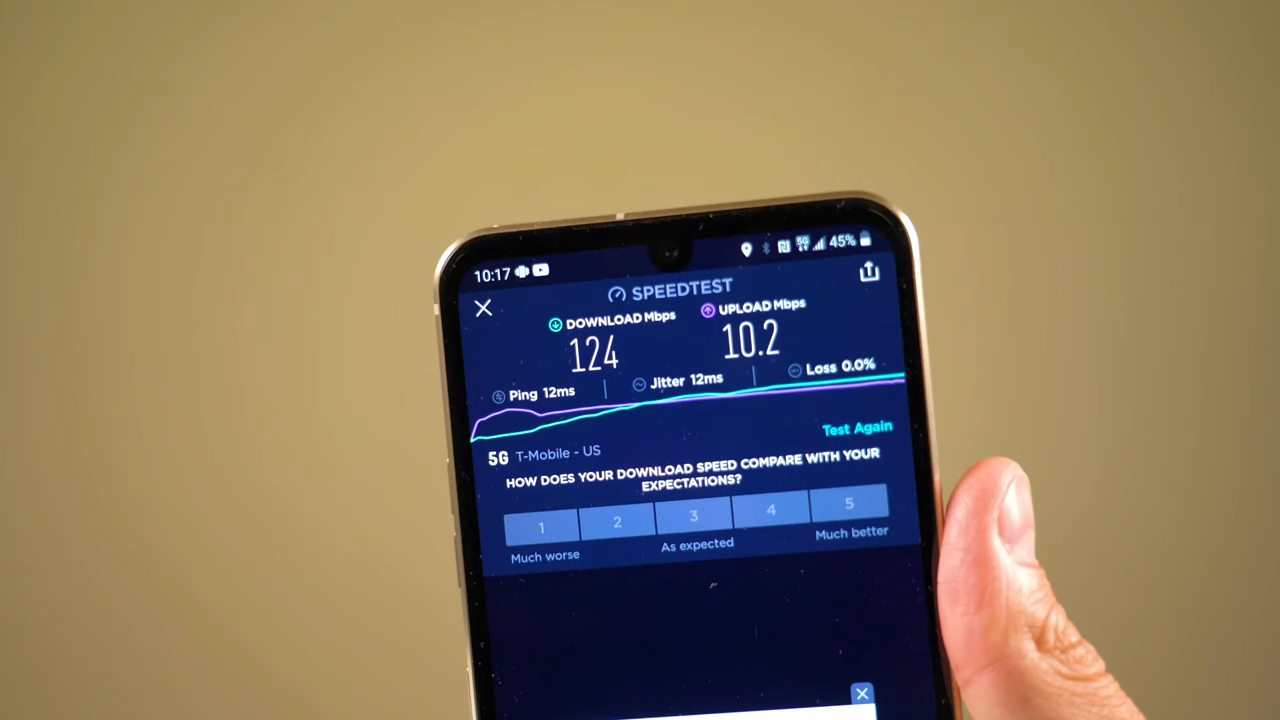 10:17 5G 45%
SPEEDTEST
DOWNLOAD Mbps UPLOAD Mbps
124 10.2
Ping 12ms Jitter 12ms Loss 0.0%
Test Again
5G T-Mobile - US
HOW DOES YOUR DOWNLOAD SPEED COMPARE WITH YOUR
EXPECTATIONS?
1 2 3 4 5
Much worse As expected Much better